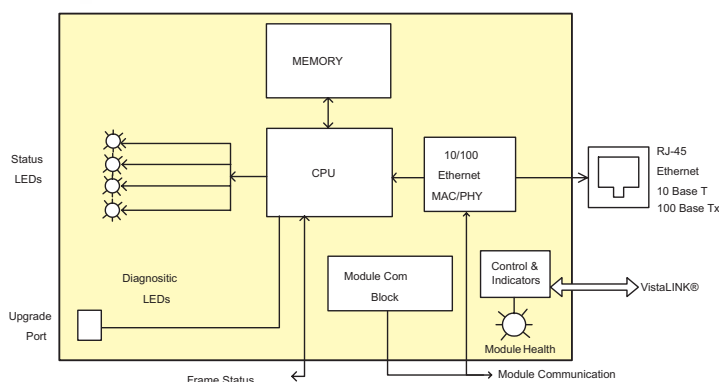 MEMORY
Status
LEDs
CPU
10/100
Ethernet
MAC/PHY
RJ-45
Ethernet
10 Base T
100 Base Tx
Diagnositic
LEDs
Module Com
Block
Control &
Indicators
VistaLINK®
Upgrade
Port
Module Health
Frame Status
Module Communication